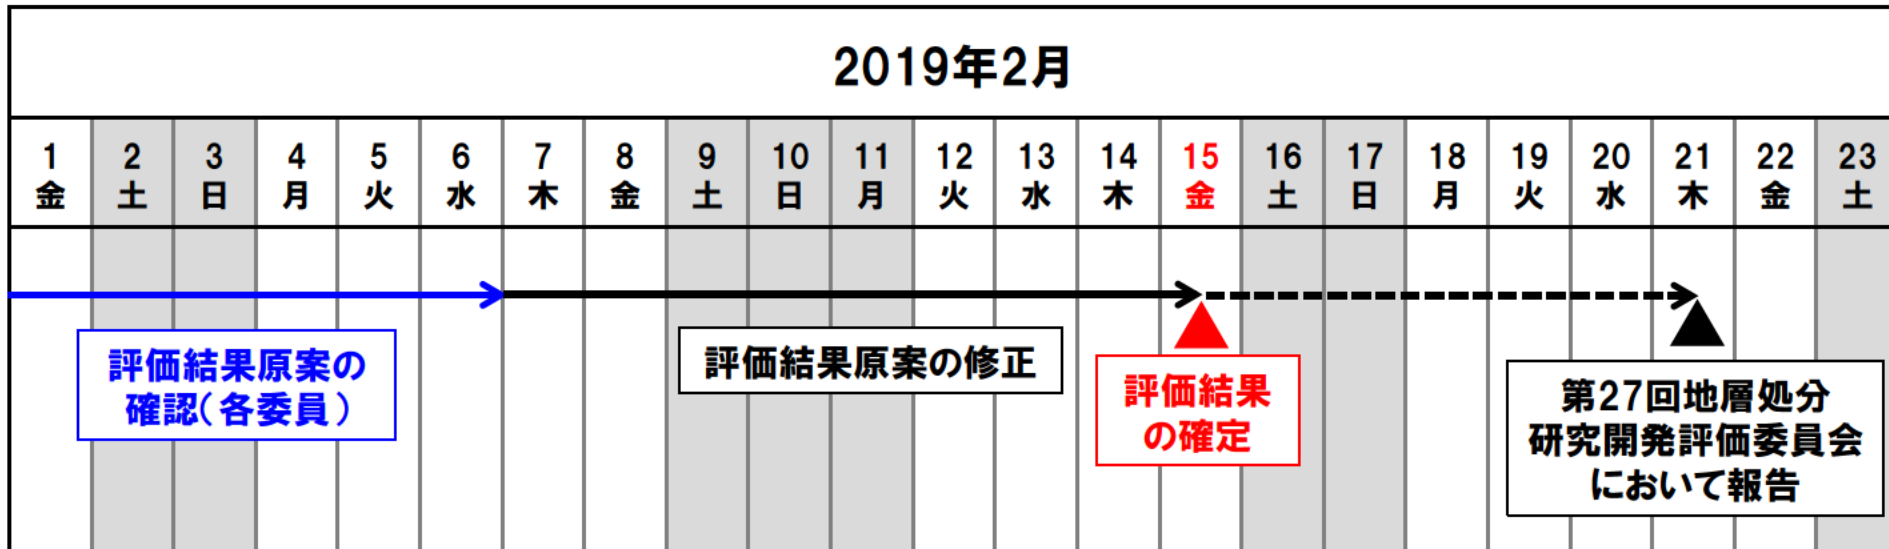 2019年2月
1 2 3 4 5 6 7 8 9 10 11 12 13 14 15 16 17 18 19 20 21 22 23
金 土 日 月 火 水 木 金 土 日 月 火 水 木 金 土 日 月 火 水 木 金 土
評価結果原案の
確認(各委員)
評価結果原案の修正
評価結果
の確定
第27回地層処分
研究開発評価委員会
において報告